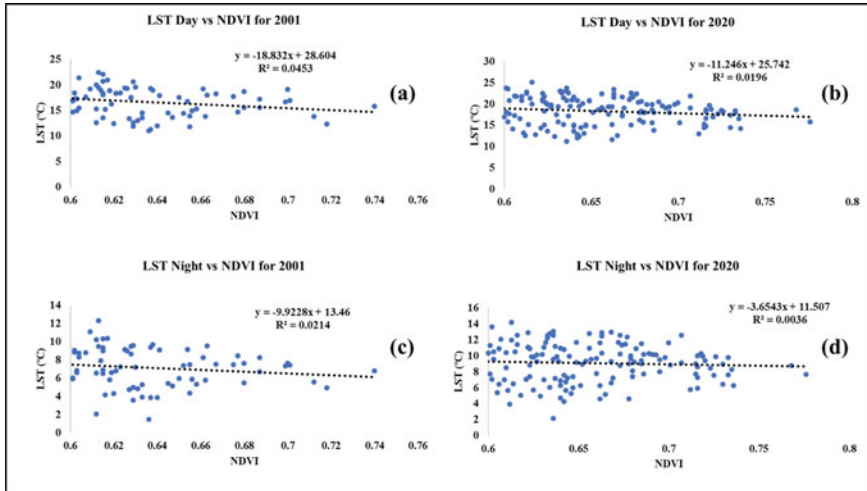 LST Day vs NDVI for 2001
y = -18.832x + 28.604
R² = 0.0453
(a)
25
20
15
10
5
0
LST (°C)
0.6 0.62 0.64 0.66 0.68 0.7 0.72 0.74 0.76
NDVI
LST Day vs NDVI for 2020
y = -11.246x + 25.742
R² = 0.0196
(b)
30
25
20
15
10
5
0
LST (°C)
0.6 0.65 0.7 0.75 0.8
NDVI
LST Night vs NDVI for 2001
y = -9.9228x + 13.46
R² = 0.0214
(c)
14
12
10
8
6
4
2
0
LST (°C)
0.6 0.62 0.64 0.66 0.68 0.7 0.72 0.74 0.76
NDVI
LST Night vs NDVI for 2020
y = -3.6543x + 11.507
R² = 0.0036
(d)
16
14
12
10
8
6
4
2
0
LST (°C)
0.6 0.65 0.7 0.75 0.8
NDVI